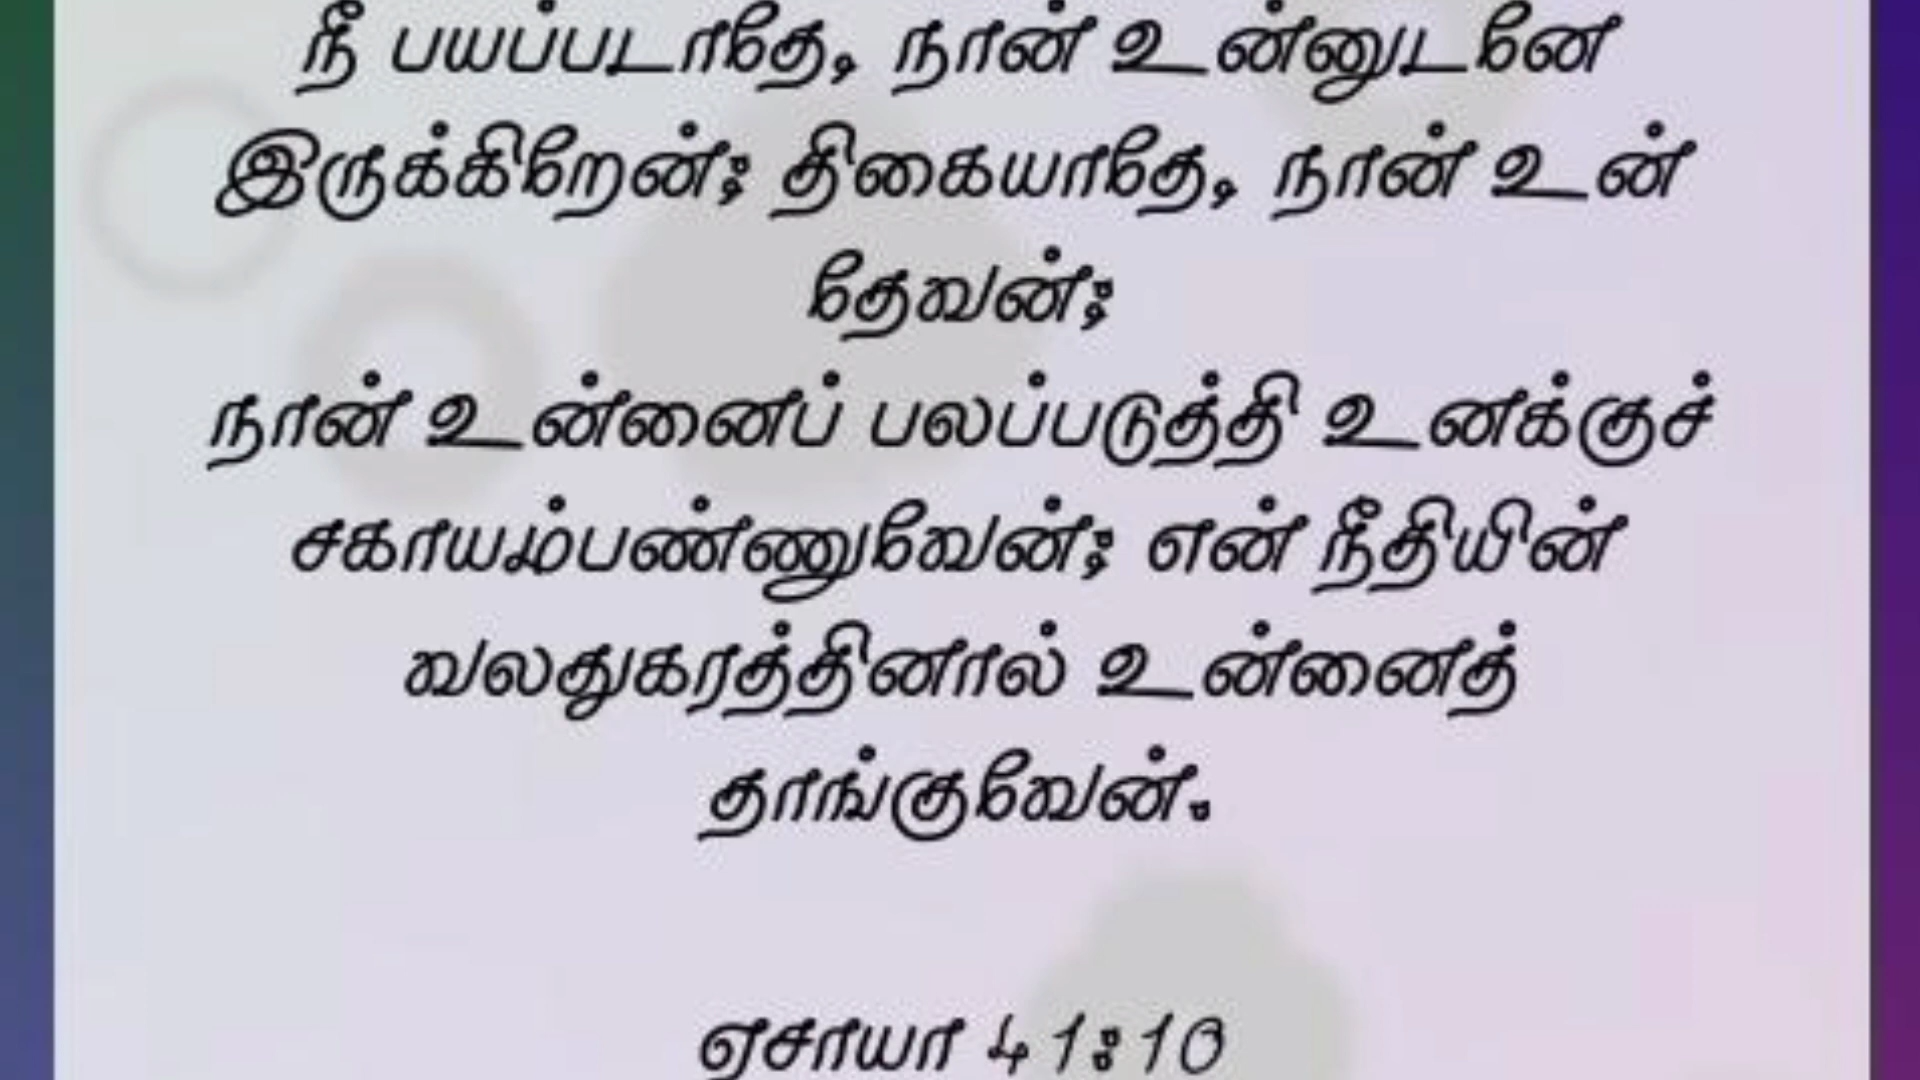 நீ பயப்படாதே, நான் உன்னுடனே
இருக்கிறேன்; திகையாதே, நான் உன்
தேவன்;
நான் உன்னைப் பலப்படுத்தி உனக்குச்
சகாயம்பண்ணுவேன்; என் நீதியின்
வலதுகரத்தினால் உன்னைத்
தாங்குவேன்.
ஏசாயா 41:10